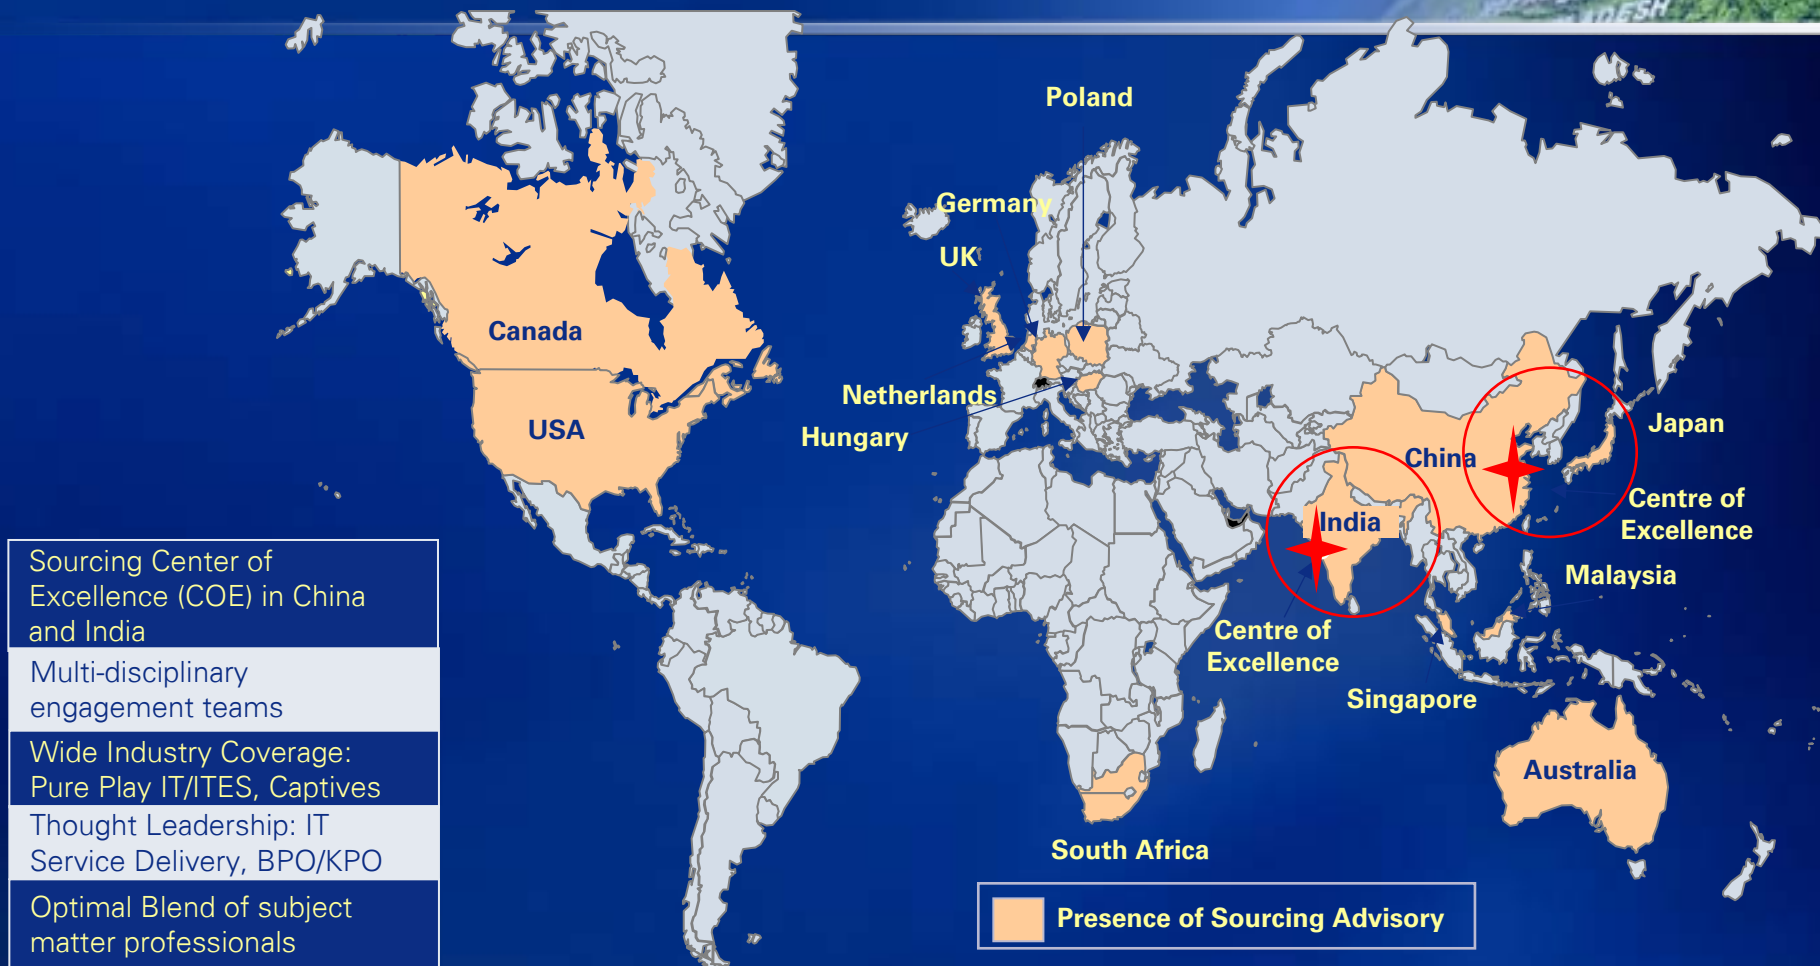 DESH
Poland
Germany
UK
Canada
Netherlands
USA
Hungary
Japan
China
Centre of
Excellence
India
Malaysia
Centre of
Excellence
Singapore
Australia
South Africa
Presence of Sourcing Advisory
Sourcing Center of
Excellence (COE) in China
and India
Multi-disciplinary
engagement teams
Wide Industry Coverage:
Pure Play IT/ITES, Captives
Thought Leadership: IT
Service Delivery, BPO/KPO
Optimal Blend of subject
matter professionals